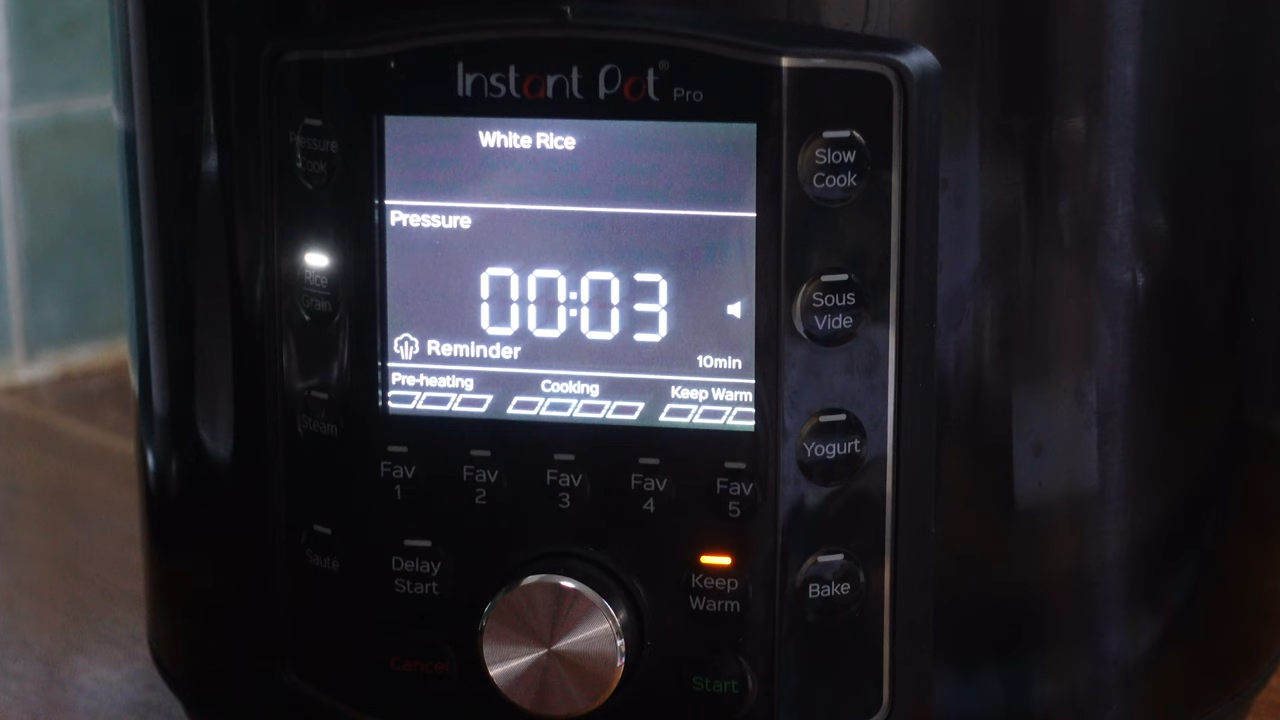 Instant Pot® Pro
Pressure
Cook
Rice
Grain
Steam
Sauté
White Rice
Pressure
00:03
Reminder
10min
Pre-heating Cooking Keep Warm
Fav
1
Fav
2
Fav
3
Fav
4
Fav
5
Delay
Start
Keep
Warm
Cancel
Start
Slow
Cook
Sous
Vide
Yogurt
Bake